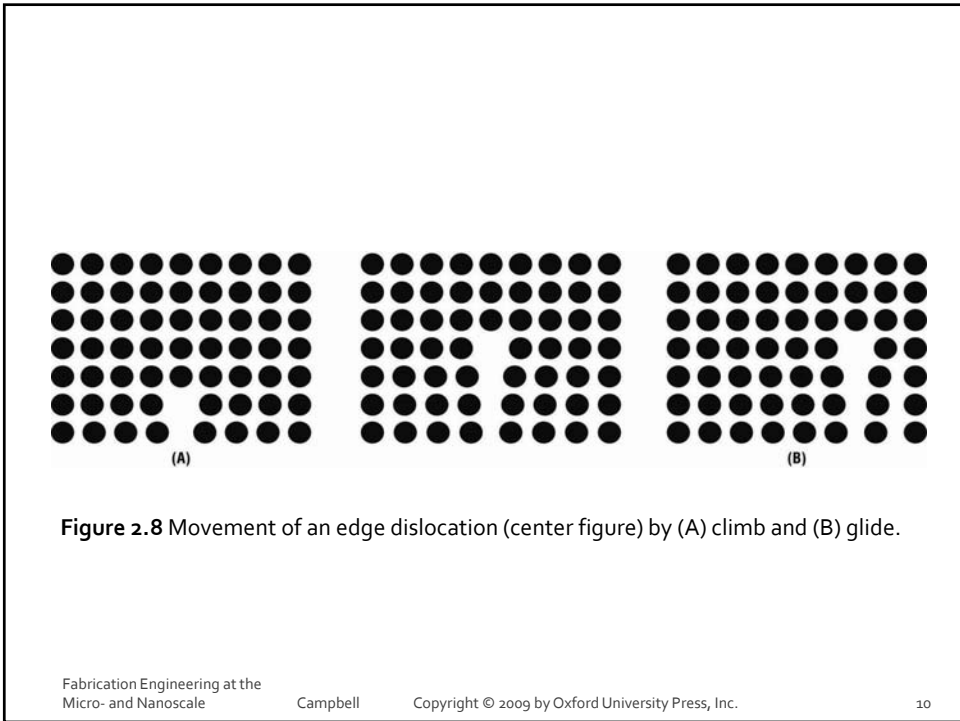 (A)
(B)
Figure 2.8 Movement of an edge dislocation (center figure) by (A) climb and (B) glide.
Fabrication Engineering at the
Micro- and Nanoscale Campbell Copyright © 2009 by Oxford University Press, Inc. 10